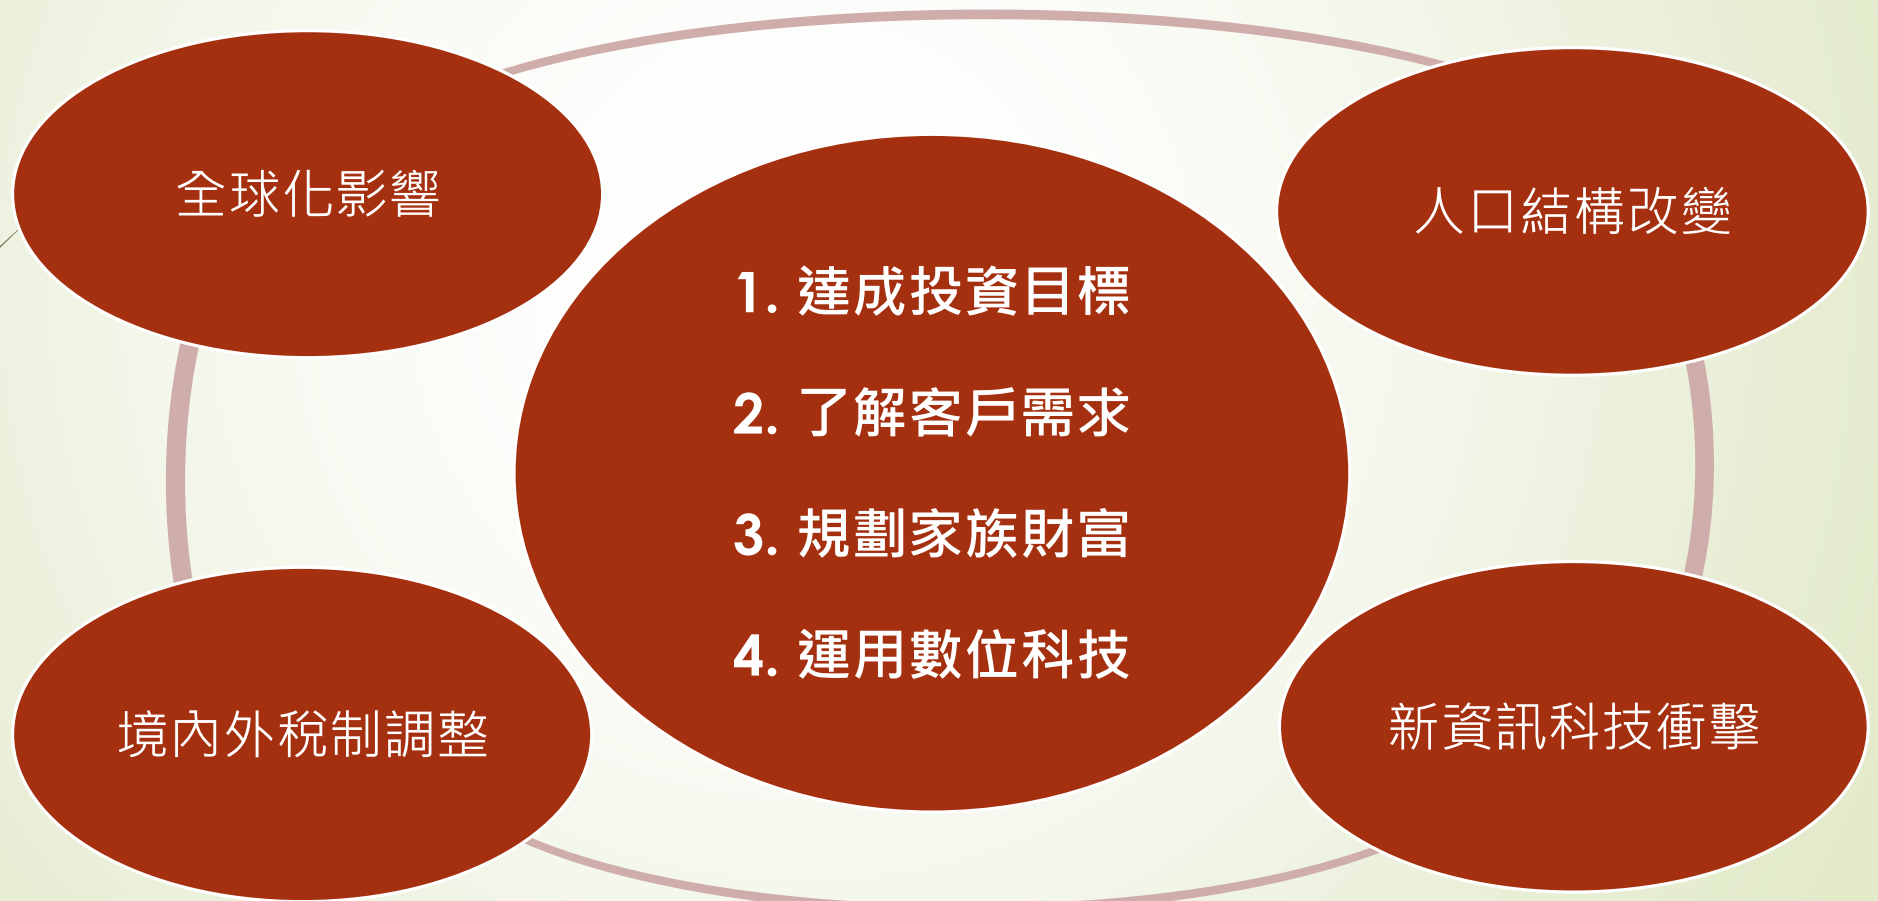 全球化影響
人口結構改變
1. 達成投資目標
2. 了解客戶需求
3. 規劃家族財富
4. 運用數位科技
境內外稅制調整
新資訊科技衝擊